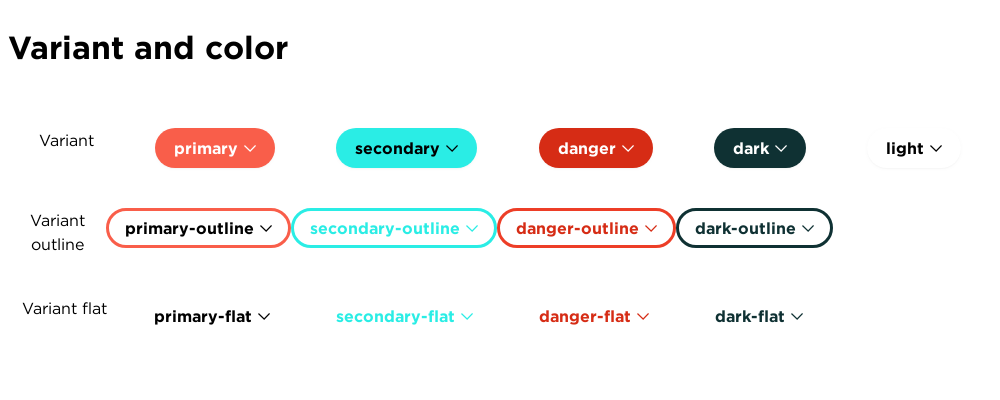 Variant and color
Variant
primary
secondary
danger
dark
light
Variant
outline
primary-outline
secondary-outline
danger-outline
dark-outline
Variant flat
primary-flat
secondary-flat
danger-flat
dark-flat